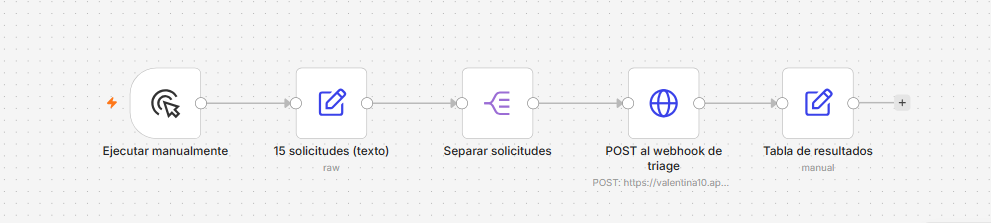 Ejecutar manualmente
15 solicitudes (texto)
raw
Separar solicitudes
POST al webhook de
triage
POST: https://valentina10.ap...
Tabla de resultados
manual